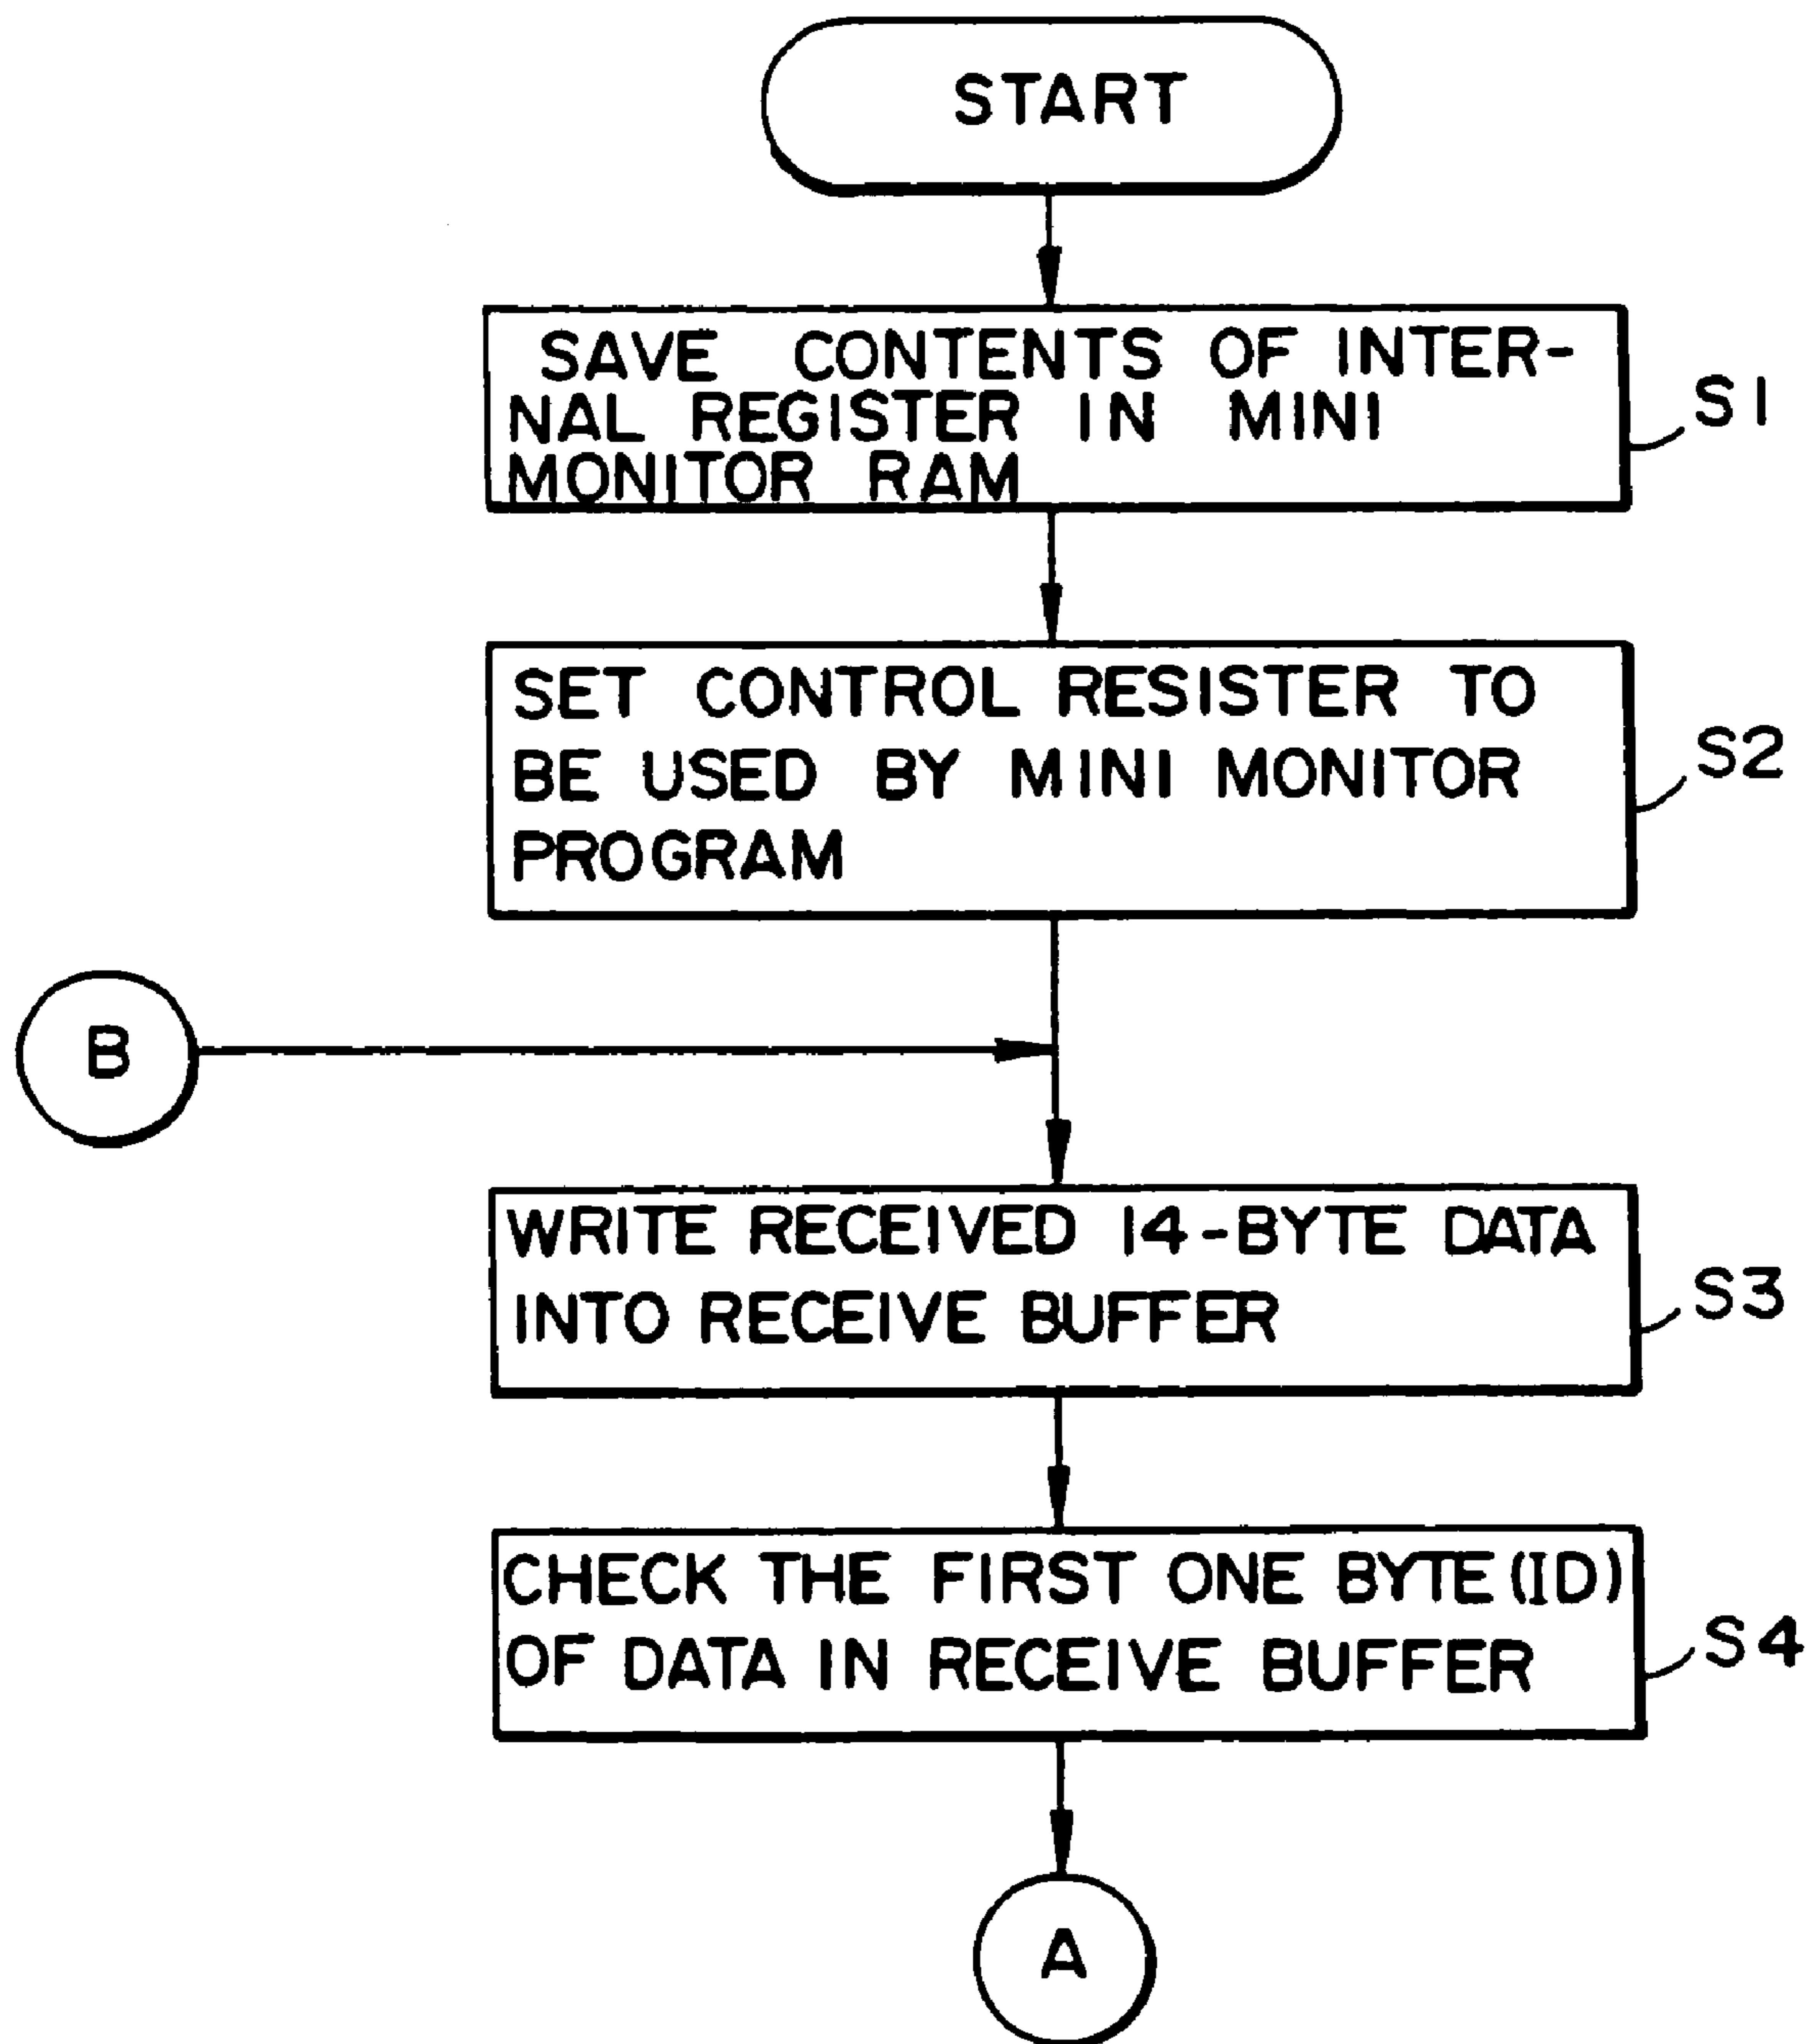 START
SAVE CONTENTS OF INTER-
NAL REGISTER IN MINI
MONITOR RAM
S1
SET CONTROL RESISTER TO
BE USED BY MINI MONITOR
PROGRAM
S2
B
WRITE RECEIVED 14-BYTE DATA
INTO RECEIVE BUFFER
S3
CHECK THE FIRST ONE BYTE (ID)
OF DATA IN RECEIVE BUFFER
S4
A